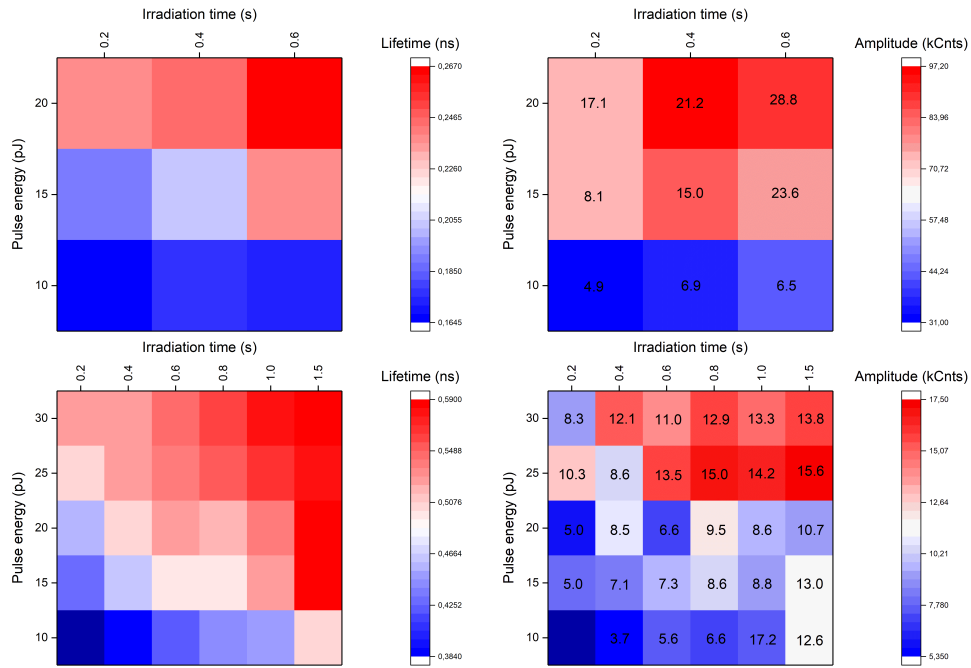 Irradiation time (s)
0.2 0.4 0.6
Pulse energy (pJ)
20
15
10
Lifetime (ns)
0,2670
0,2465
0,2260
0,2055
0,1850
0,1645
Irradiation time (s)
0.2 0.4 0.6
Pulse energy (pJ)
20 17.1 21.2 28.8
15 8.1 15.0 23.6
10 4.9 6.9 6.5
Amplitude (kCnts)
97,20
83,96
70,72
57,48
44,24
31,00
Irradiation time (s)
0.2 0.4 0.6 0.8 1.0 1.5
Pulse energy (pJ)
30
25
20
15
10
Lifetime (ns)
0,5900
0,5488
0,5076
0,4664
0,4252
0,3840
Irradiation time (s)
0.2 0.4 0.6 0.8 1.0 1.5
Pulse energy (pJ)
30 8.3 12.1 11.0 12.9 13.3 13.8
25 10.3 8.6 13.5 15.0 14.2 15.6
20 5.0 8.5 6.6 9.5 8.6 10.7
15 5.0 7.1 7.3 8.6 8.8 13.0
10 3.7 5.6 6.6 17.2 12.6
Amplitude (kCnts)
17,50
15,07
12,64
10,21
7,780
5,350